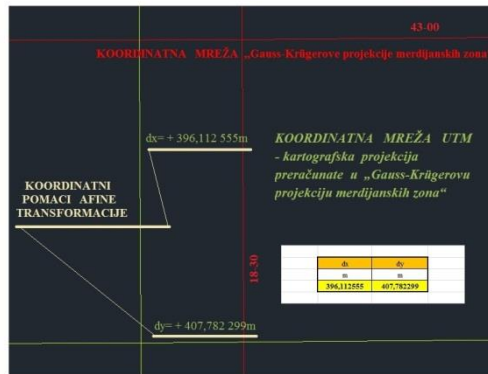 43-00
KOORDINATNA MREŽA „Gauss-Krügerove projekcije merdijanskih zona"
dx= + 396,112 555m
KOORDINATNA MREŽA UTM
- kartografska projekcija
preračunate u „Gauss-Krügerovu
projekciju merdijanskih zona“
KOORDINATNI
POMACI AFINE
TRANSFORMACIJE
18-30
dx dy
m m
396,112555 407,782299
dy= + 407,782 299m